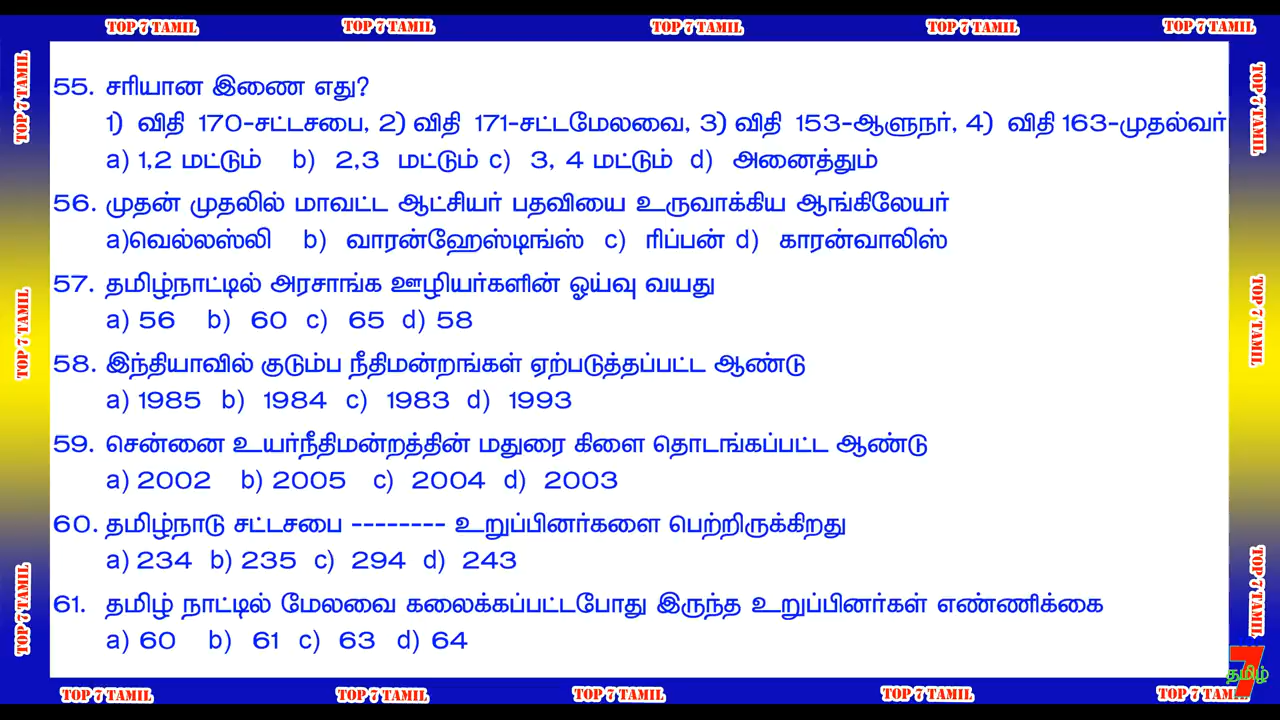 TOP 7 TAMIL TOP 7 TAMIL TOP 7 TAMIL TOP 7 TAMIL TOP 7 TAMIL
55. சரியான இணை எது?
1) விதி 170-சட்டசபை, 2) விதி 171-சட்டமேலவை, 3) விதி 153-ஆளுநர், 4) விதி 163-முதல்வர்
a) 1,2 மட்டும் b) 2,3 மட்டும் c) 3, 4 மட்டும் d) அனைத்தும்
56. முதன் முதலில் மாவட்ட ஆட்சியர் பதவியை உருவாக்கிய ஆங்கிலேயர்
a)வெல்லஸ்லி b) வாரன்ஹேஸ்டிங்ஸ் c) ரிப்பன் d) காரன்வாலிஸ்
57. தமிழ்நாட்டில் அரசாங்க ஊழியர்களின் ஓய்வு வயது
a) 56 b) 60 c) 65 d) 58
58. இந்தியாவில் குடும்ப நீதிமன்றங்கள் ஏற்படுத்தப்பட்ட ஆண்டு
a) 1985 b) 1984 c) 1983 d) 1993
59. சென்னை உயர்நீதிமன்றத்தின் மதுரை கிளை தொடங்கப்பட்ட ஆண்டு
a) 2002 b) 2005 c) 2004 d) 2003
60. தமிழ்நாடு சட்டசபை -------- உறுப்பினர்களை பெற்றிருக்கிறது
a) 234 b) 235 c) 294 d) 243
61. தமிழ் நாட்டில் மேலவை கலைக்கப்பட்டபோது இருந்த உறுப்பினர்கள் எண்ணிக்கை
a) 60 b) 61 c) 63 d) 64
TOP 7 TAMIL
TOP 7 TAMIL
TOP 7 TAMIL
TOP 7 TAMIL
TOP 7 TAMIL
TOP 7 TAMIL
7 தமிழ்
TOP 7 TAMIL TOP 7 TAMIL TOP 7 TAMIL TOP 7 TAMIL TOP 7 TAMIL